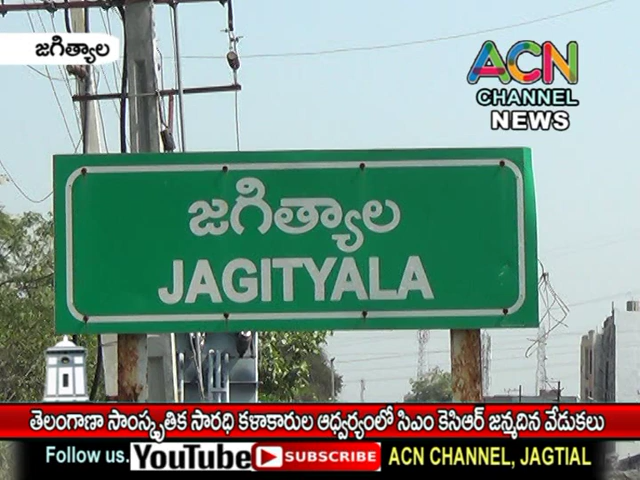 జగిత్యాల
ACN
CHANNEL
NEWS
జగిత్యాల
JAGITYALA
తెలంగాణా సాంస్కృతిక సారధి కళాకారుల ఆధ్వర్యంలో సిఎం కెసిఆర్ జన్మదిన వేడుకలు
Follow us. YouTube SUBSCRIBE ACN CHANNEL, JAGTIAL